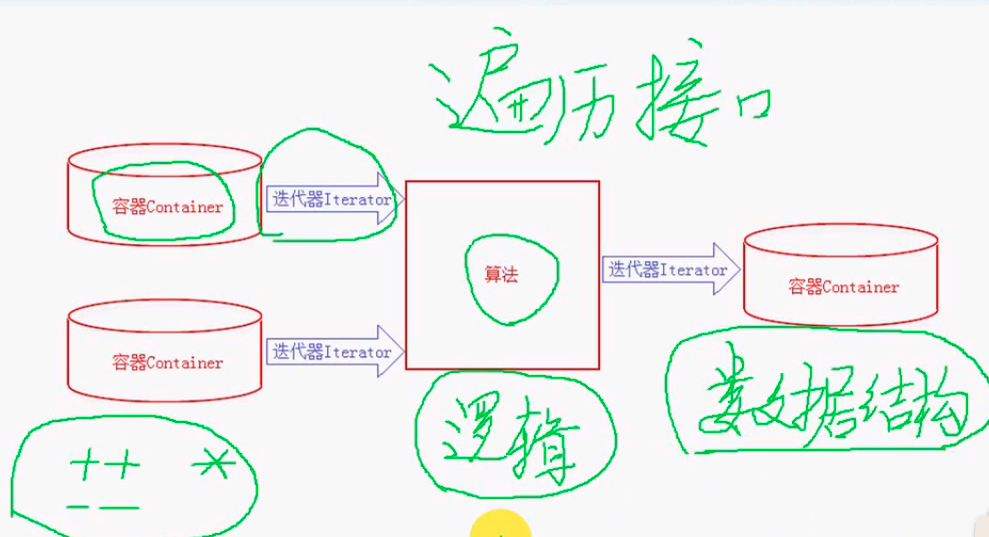 遍历接口
容器Container
迭代器Iterator
算法
迭代器Iterator
容器Container
容器Container
迭代器Iterator
逻辑
数据结构
++ *
--